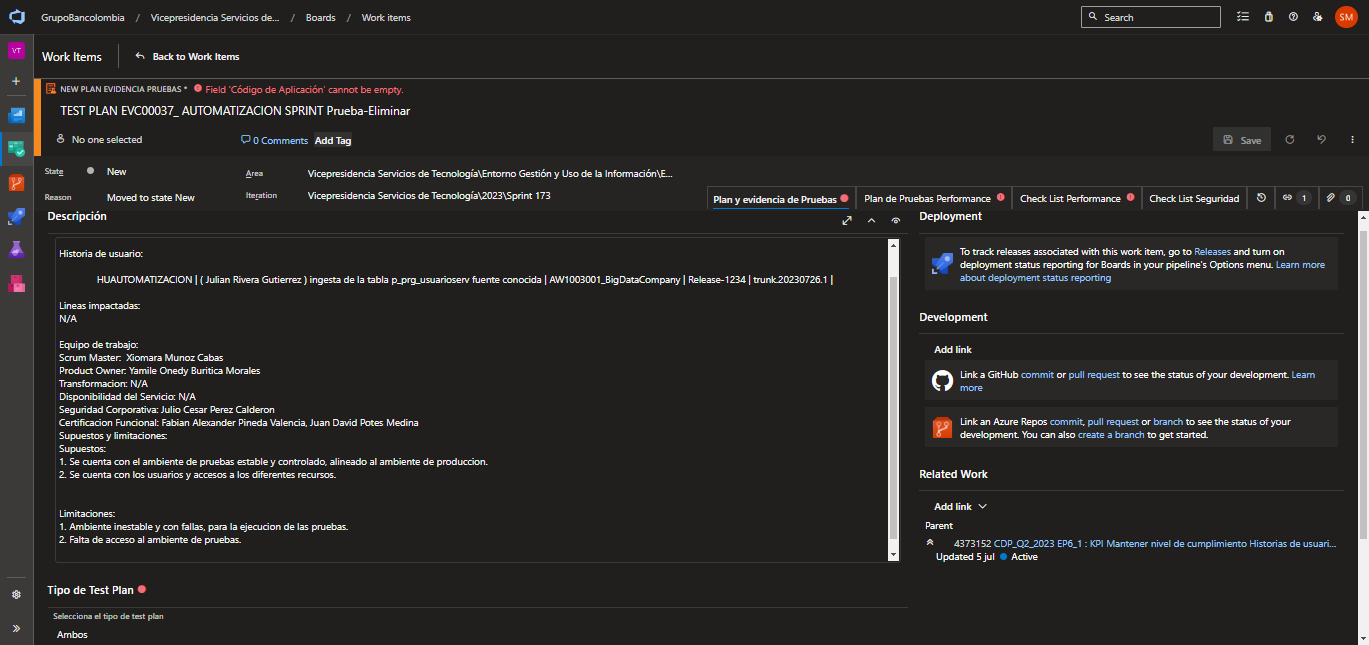 GrupoBancolombia / Vicepresidencia Servicios de... / Boards / Work items
Search
SM
VT
Work Items
Back to Work Items
NEW PLAN EVIDENCIA PRUEBAS * Field 'Código de Aplicación' cannot be empty.
TEST PLAN EVC00037_ AUTOMATIZACION SPRINT Prueba-Eliminar
No one selected
0 Comments
Add Tag
Save
State
New
Area
Vicepresidencia Servicios de Tecnología\Entorno Gestión y Uso de la Información\E...
Reason
Moved to state New
Iteration
Vicepresidencia Servicios de Tecnología\2023\Sprint 173
Plan y evidencia de Pruebas
Plan de Pruebas Performance
Check List Performance
Check List Seguridad
1
0
Descripción
Historia de usuario:
HUAUTOMATIZACION | ( Julian Rivera Gutierrez ) ingesta de la tabla p_prg_usuarioserv fuente conocida | AW1003001_BigDataCompany | Release-1234 | trunk.20230726.1 |
Lineas impactadas:
N/A
Equipo de trabajo:
Scrum Master:  Xiomara Munoz Cabas
Product Owner: Yamile Onedy Buritica Morales
Transformacion: N/A
Disponibilidad del Servicio: N/A
Seguridad Corporativa: Julio Cesar Perez Calderon
Certificacion Funcional: Fabian Alexander Pineda Valencia, Juan David Potes Medina
Supuestos y limitaciones:
Supuestos:
1. Se cuenta con el ambiente de pruebas estable y controlado, alineado al ambiente de produccion.
2. Se cuenta con los usuarios y accesos a los diferentes recursos.
Limitaciones:
1. Ambiente inestable y con fallas, para la ejecucion de las pruebas.
2. Falta de acceso al ambiente de pruebas.
Tipo de Test Plan
Selecciona el tipo de test plan
Ambos
Deployment
To track releases associated with this work item, go to Releases and turn on
deployment status reporting for Boards in your pipeline's Options menu. Learn more
about deployment status reporting
Development
Add link
Link a GitHub commit or pull request to see the status of your development. Learn
more
Link an Azure Repos commit, pull request or branch to see the status of your
development. You can also create a branch to get started.
Related Work
Add link
Parent
4373152 CDP_Q2_2023 EP6_1 : KPI Mantener nivel de cumplimiento Historias de usuari...
Updated 5 jul Active